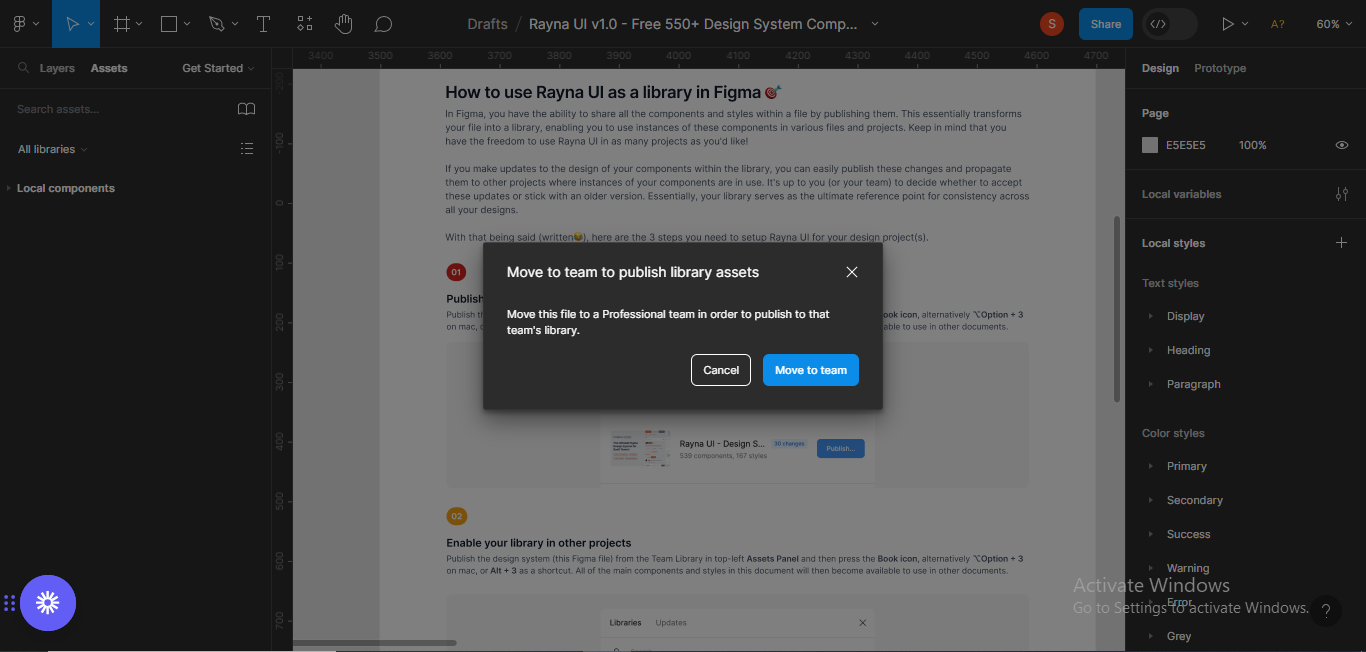 Drafts / Rayna UI v1.0 - Free 550+ Design System Comp...
S
Share
A?
60%
Layers Assets Get Started
Search assets...
All libraries
Local components
3400 3500 3600 3700 3800 3900 4000 4100 4200 4300 4400 4500 4600 4700
-100
0
100
200
300
400
500
600
700
How to use Rayna UI as a library in Figma 🎯
In Figma, you have the ability to share all the components and styles within a file by publishing them. This essentially transforms
your file into a library, enabling you to use instances of these components in various files and projects. Keep in mind that you
have the freedom to use Rayna UI in as many projects as you'd like!
If you make updates to the design of your components within the library, you can easily publish these changes and propagate
them to other projects where instances of your components are in use. It's up to you (or your team) to decide whether to accept
these updates or stick with an older version. Essentially, your library serves as the ultimate reference point for consistency across
all your designs.
With that being said (written😂), here are the 3 steps you need to setup Rayna UI for your design project(s).
01
Publish
Publish th
ook icon, alternatively ⌥Option + 3
on mac, o
able to use in other documents.
Move to team to publish library assets
Move this file to a Professional team in order to publish to that
team's library.
Cancel
Move to team
Rayna UI - Design S... 30 changes
539 components, 167 styles
Publish...
02
Enable your library in other projects
Publish the design system (this Figma file) from the Team Library in top-left Assets Panel and then press the Book icon, alternatively ⌥Option + 3
on mac, or Alt + 3 as a shortcut. All of the main components and styles in this document will then become available to use in other documents.
Libraries Updates
Design Prototype
Page
E5E5E5 100%
Local variables
Local styles
Text styles
Display
Heading
Paragraph
Color styles
Primary
Secondary
Success
Warning
Error
Grey
Activate Windows
Go to Settings to activate Windows.
?